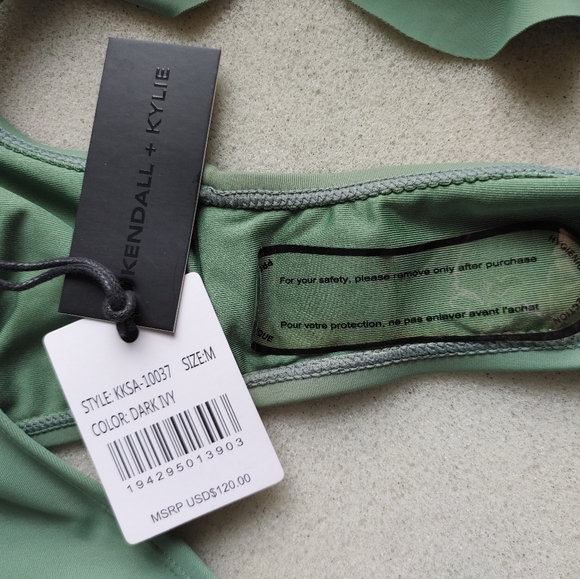 KENDALL + KYLIE
For your safety, please remove only after purchase
Pour votre protection, ne pas enlever avant l'achat
STYLE: KKSA-10037 SIZE:M
COLOR: DARK IVY
194295013903
MSRP USD$120.00